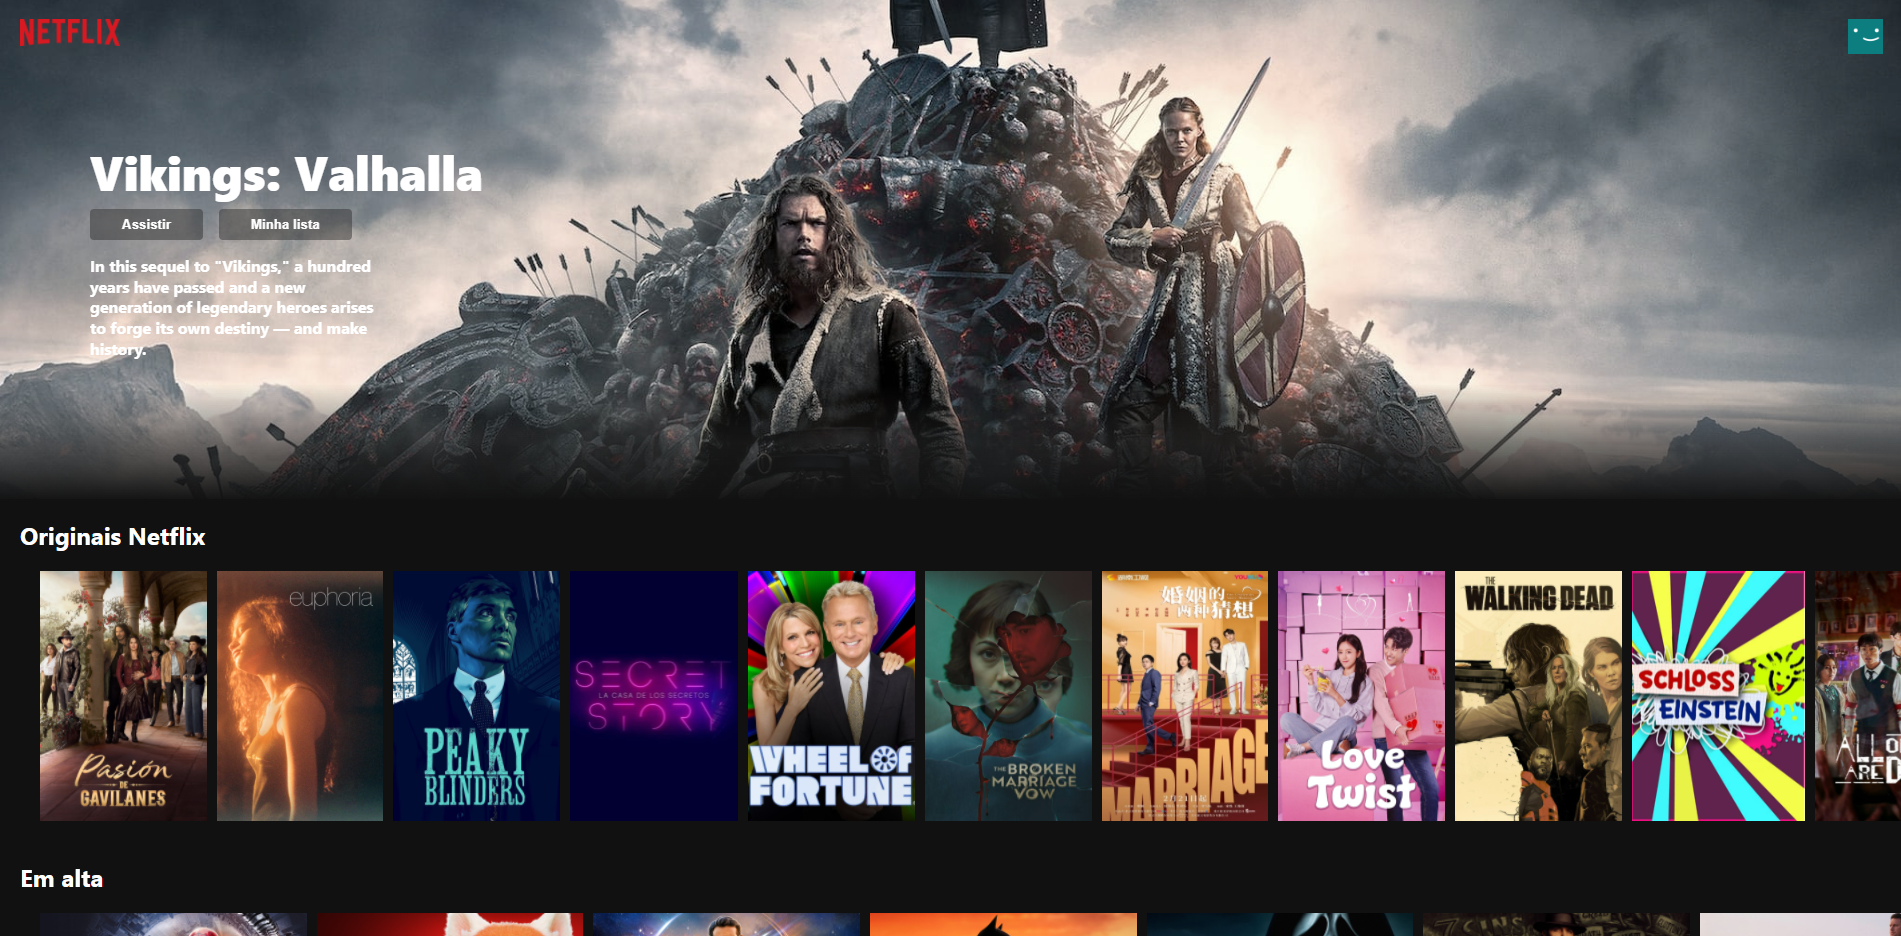 NETFLIX
Vikings: Valhalla
Assistir
Minha lista
In this sequel to "Vikings," a hundred
years have passed and a new
generation of legendary heroes arises
to forge its own destiny — and make
history.
Originais Netflix
Pasión
DE
GAVILANES
euphoria
PEAKY
BLINDERS
SECRET
LA CASA DE LOS SECRETOS
STORY
WHEEL OF
FORTUNE
THE BROKEN
MARRIAGE
VOW
婚姻的
两种猜想
MARRIAGE
Love
Twist
THE
WALKING DEAD
SCHLOSS
EINSTEIN
ALL O
ARE D
Em alta